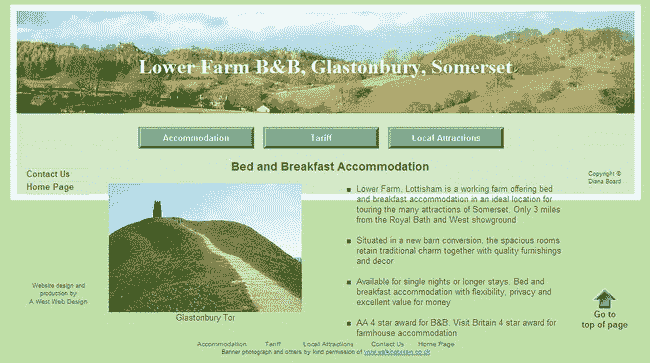 Lower Farm B&B, Glastonbury, Somerset
Accommodation
Tariff
Local Attractions
Contact Us
Home Page
Copyright ©
Diana Board
Bed and Breakfast Accommodation
Lower Farm, Lottisham is a working farm offering bed
and breakfast accommodation in an ideal location for
touring the many attractions of Somerset. Only 3 miles
from the Royal Bath and West showground
Situated in a new barn conversion, the spacious rooms
retain traditional charm together with quality furnishings
and decor
Available for single nights or longer stays. Bed and
breakfast accommodation with flexibility, privacy and
excellent value for money
AA 4 star award for B&B. Visit Britain 4 star award for
farmhouse accommodation
Glastonbury Tor
Website design and
production by
A West Web Design
Go to
top of page
Accommodation Tariff Local Attractions Contact Us Home Page
Banner photograph and others by kind permission of